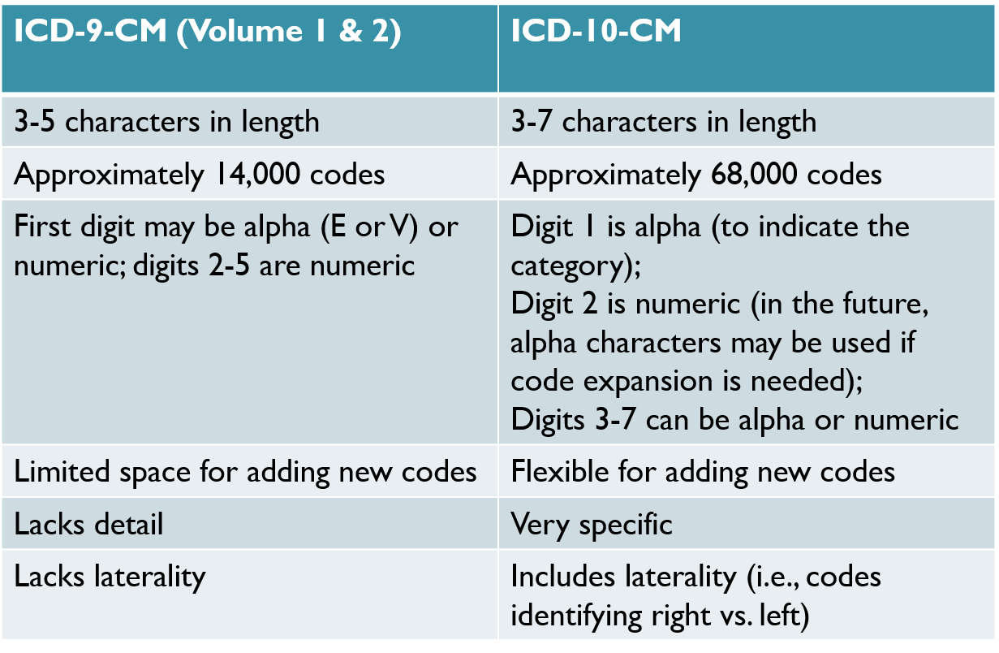 ICD-9-CM (Volume 1 & 2)
ICD-10-CM
3-5 characters in length
3-7 characters in length
Approximately 14,000 codes
Approximately 68,000 codes
First digit may be alpha (E or V) or
numeric; digits 2-5 are numeric
Digit 1 is alpha (to indicate the
category);
Digit 2 is numeric (in the future,
alpha characters may be used if
code expansion is needed);
Digits 3-7 can be alpha or numeric
Limited space for adding new codes
Flexible for adding new codes
Lacks detail
Very specific
Lacks laterality
Includes laterality (i.e., codes
identifying right vs. left)